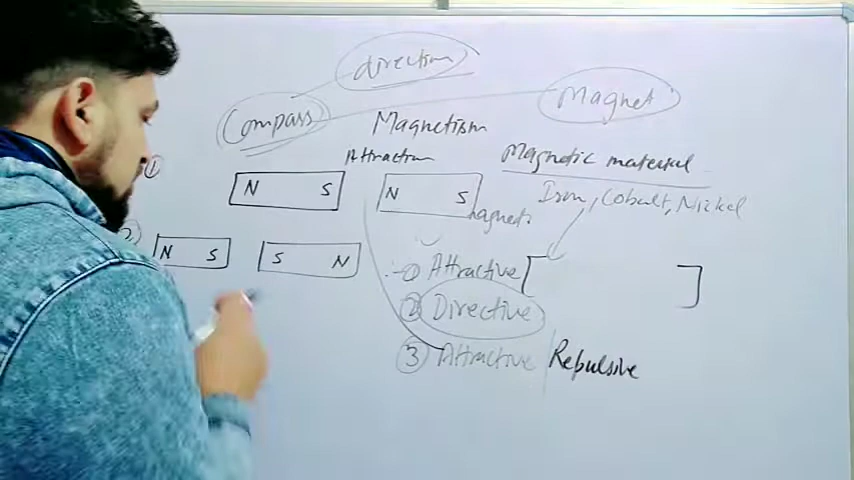 direction
Compass
Magnet
Magnetism
Attraction
Magnetic material
Iron, Cobalt, Nickel
①
N S
N S
②
N S
S N
① Attractive
② Directive
③ Attractive / Repulsive